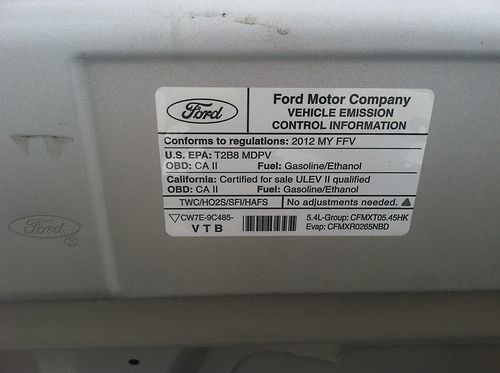 Ford
Ford Motor Company
VEHICLE EMISSION
CONTROL INFORMATION
Conforms to regulations: 2012 MY FFV
U.S. EPA: T2B8 MDPV
OBD: CA II Fuel: Gasoline/Ethanol
California: Certified for sale ULEV II qualified
OBD: CA II Fuel: Gasoline/Ethanol
TWC/HO2S/SFI/HAFS No adjustments needed.
CW7E-9C485-
VTB
5.4L-Group: CFMXT05.45HK
Evap: CFMXR0265NBD
Ford
®